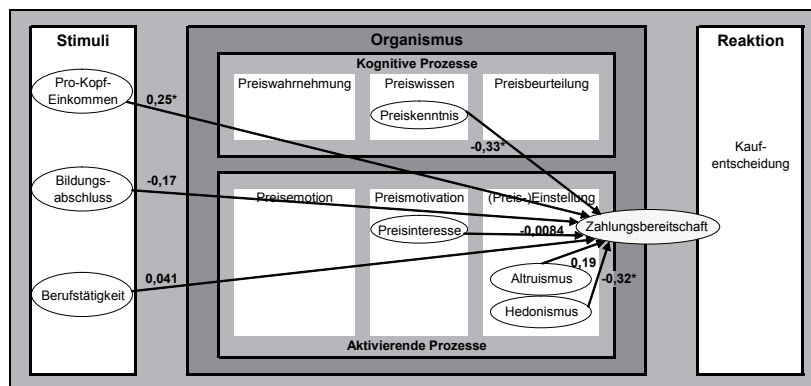 Stimuli
Organismus
Reaktion
Kognitive Prozesse
Pro-Kopf-
Einkommen
0,25*
Preiswahrnehmung
Preiswissen
Preisbeurteilung
Preiskenntnis
-0,33*
Kauf-
entscheidung
Bildungs-
abschluss
-0,17
Preisemotion
Preismotivation
(Preis-)Einstellung
Preisinteresse
-0,0084
Zahlungsbereitschaft
Berufstätigkeit
0,041
Altruismus
0,19
-0,32*
Hedonismus
Aktivierende Prozesse